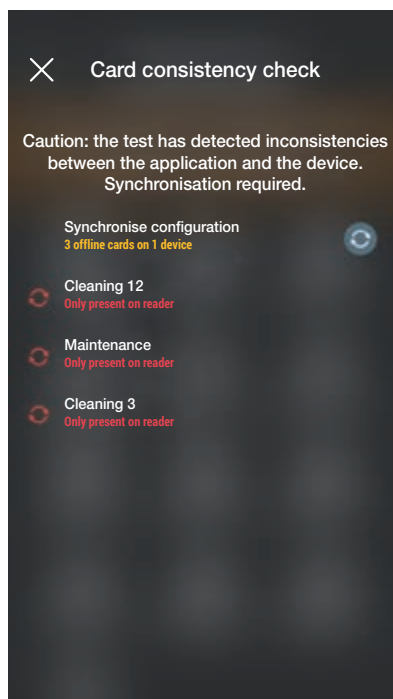 Card consistency check
Caution: the test has detected inconsistencies
between the application and the device.
Synchronisation required.
Synchronise configuration
3 offline cards on 1 device
Cleaning 12
Only present on reader
Maintenance
Only present on reader
Cleaning 3
Only present on reader